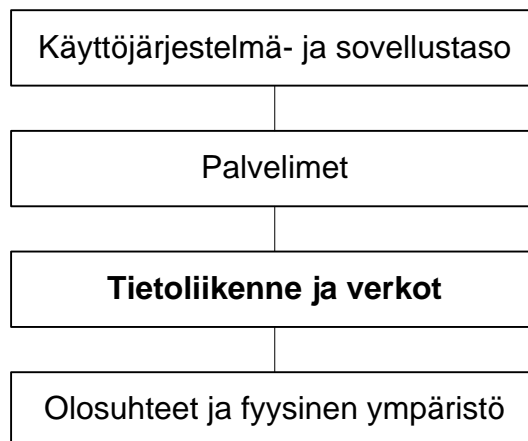 Käyttöjärjestelmä- ja sovellustaso
Palvelimet
Tietoliikenne ja verkot
Olosuhteet ja fyysinen ympäristö